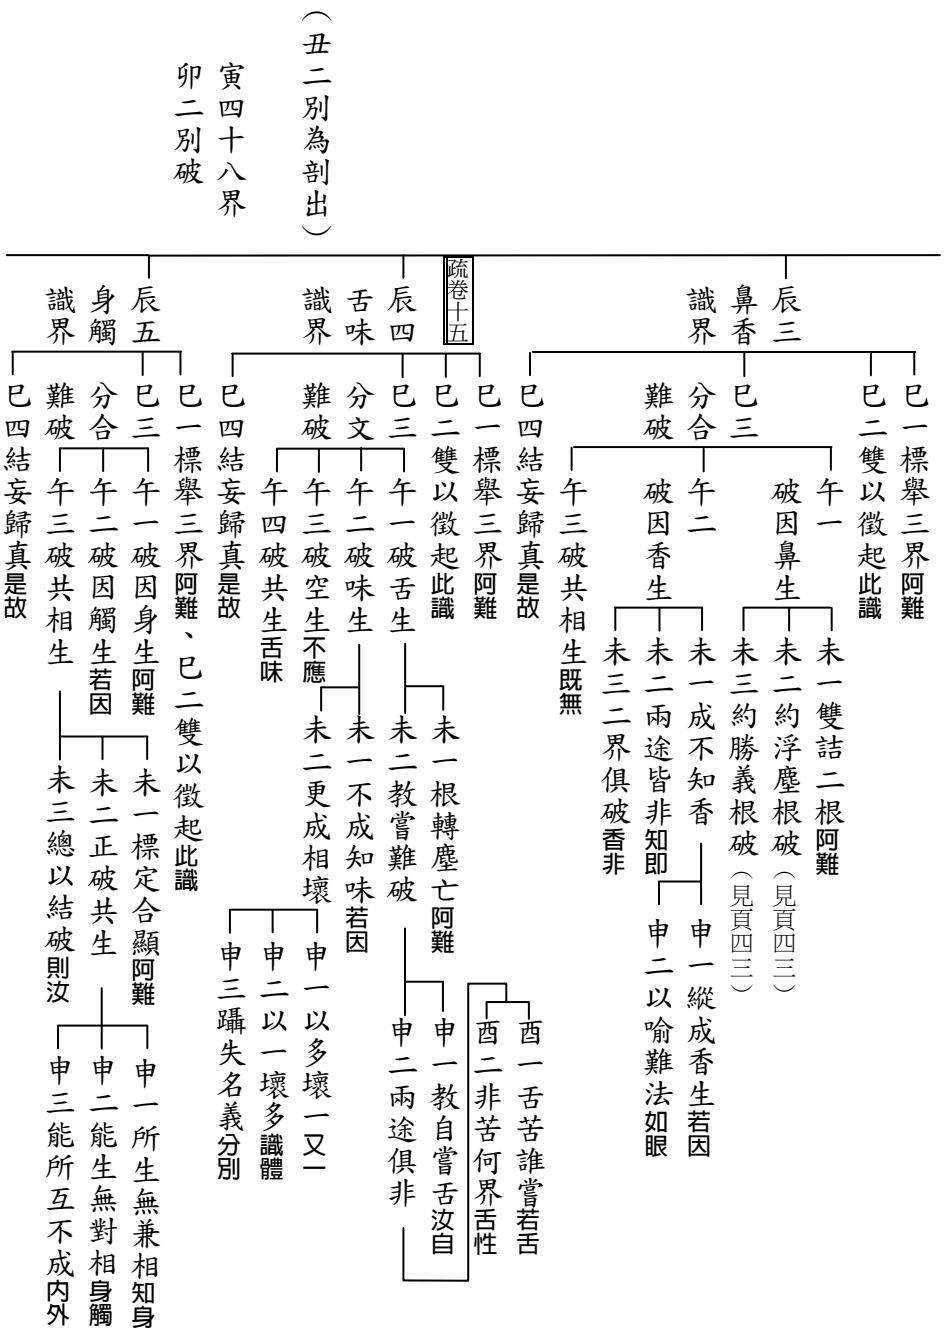 （丑二別為剖出）
寅四十八界
卯二別破
辰三
鼻香
識界
巳一標舉三界阿難
巳二雙以徵起此識
巳三
分合
難破
午一
破因鼻生
未一雙詰二根阿難
未二約浮塵根破（見頁四三）
未三約勝義根破（見頁四三）
午二
破因香生
未一成不知香
申一縱成香生若因
申二以喻難法如眼
未二兩途皆非知即
未三二界俱破香非
午三破共相生既無
巳四結妄歸真是故
疏卷十五
辰四
舌味
識界
巳一標舉三界阿難
巳二雙以徵起此識
巳三
分文
難破
午一破舌生
未一根轉塵亡阿難
未二教嘗難破
申一教自嘗舌汝自
申二兩途俱非
酉一舌苦誰嘗若舌
酉二非苦何界舌性
午二破味生
未一不成知味若因
未二更成相壞
申一以多壞一又一
申二以一壞多識體
申三躡失名義分別
午三破空生不應
午四破共生舌味
巳四結妄歸真是故
辰五
身觸
識界
巳一標舉三界阿難、巳二雙以徵起此識
巳三
分合
難破
午一破因身生阿難
午二破因觸生若因
午三破共相生
未一標定合顯阿難
未二正破共生
申一所生無兼相知身
申二能生無對相身觸
申三能所互不成內外
未三總以結破則汝
巳四結妄歸真是故